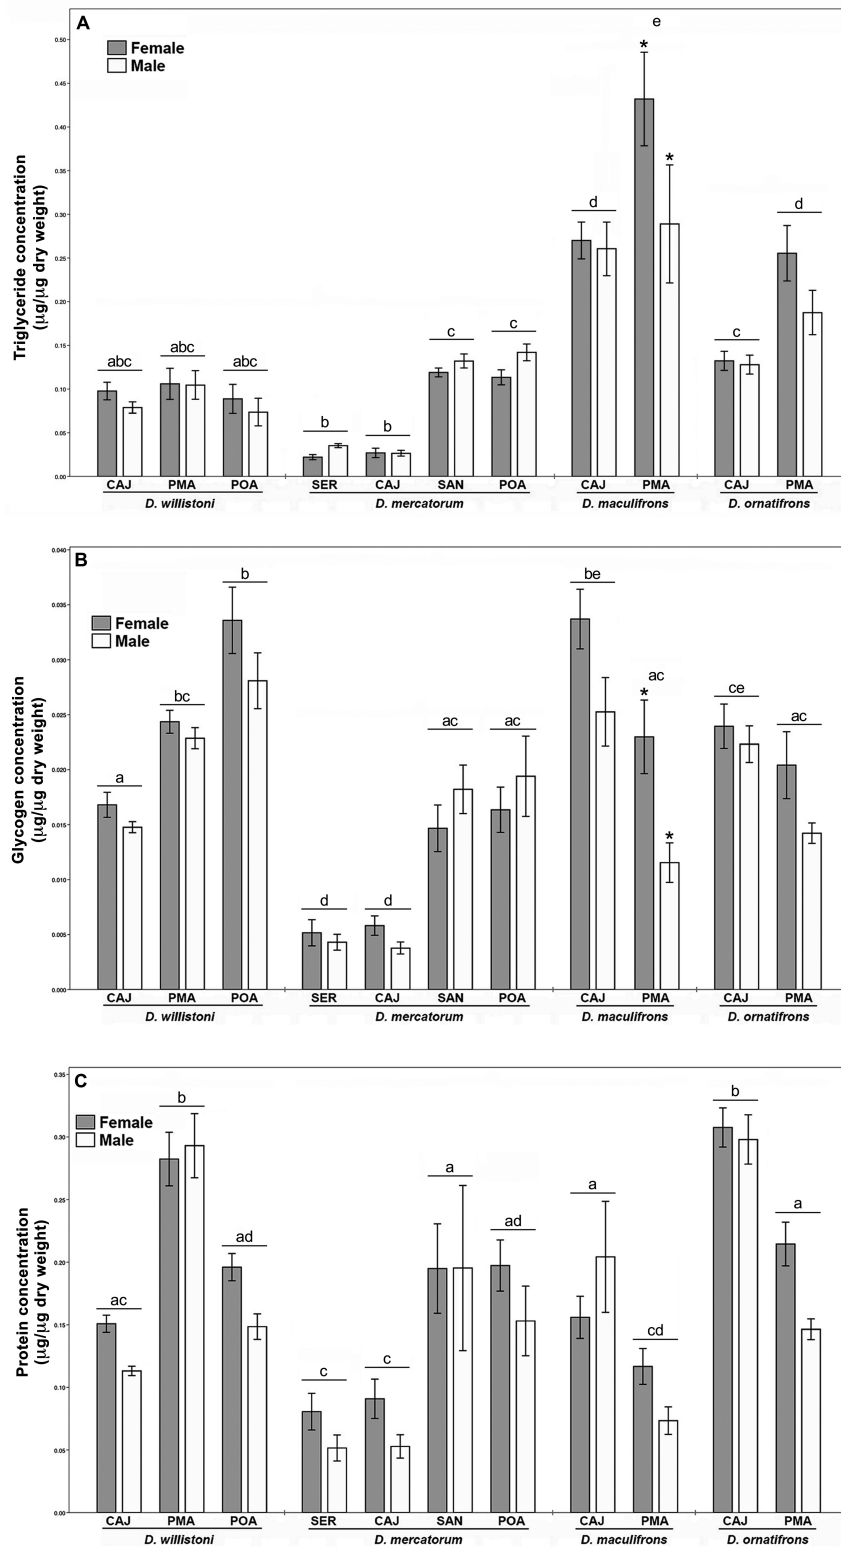 A
Female
Male
Triglyceride concentration
(µg/µg dry weight)
0.50
0.45
0.40
0.35
0.30
0.25
0.20
0.15
0.10
0.05
0.00
abc abc abc b b c c d * * e c d
CAJ PMA POA SER CAJ SAN POA CAJ PMA CAJ PMA
D. willistoni D. mercatorum D. maculifrons D. ornatifrons
B
Female
Male
Glycogen concentration
(µg/µg dry weight)
0.040
0.035
0.030
0.025
0.020
0.015
0.010
0.005
0.000
a bc b d d ac ac be * * ac ce ac
CAJ PMA POA SER CAJ SAN POA CAJ PMA CAJ PMA
D. willistoni D. mercatorum D. maculifrons D. ornatifrons
C
Female
Male
Protein concentration
(µg/µg dry weight)
0.35
0.30
0.25
0.20
0.15
0.10
0.05
0.00
ac b ad c c a ad a cd b a
CAJ PMA POA SER CAJ SAN POA CAJ PMA CAJ PMA
D. willistoni D. mercatorum D. maculifrons D. ornatifrons